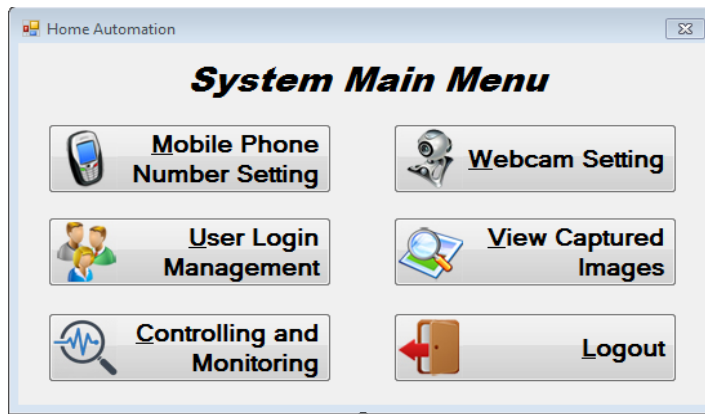 Home Automation
System Main Menu
Mobile Phone
Number Setting
Webcam Setting
User Login
Management
View Captured
Images
Controlling and
Monitoring
Logout